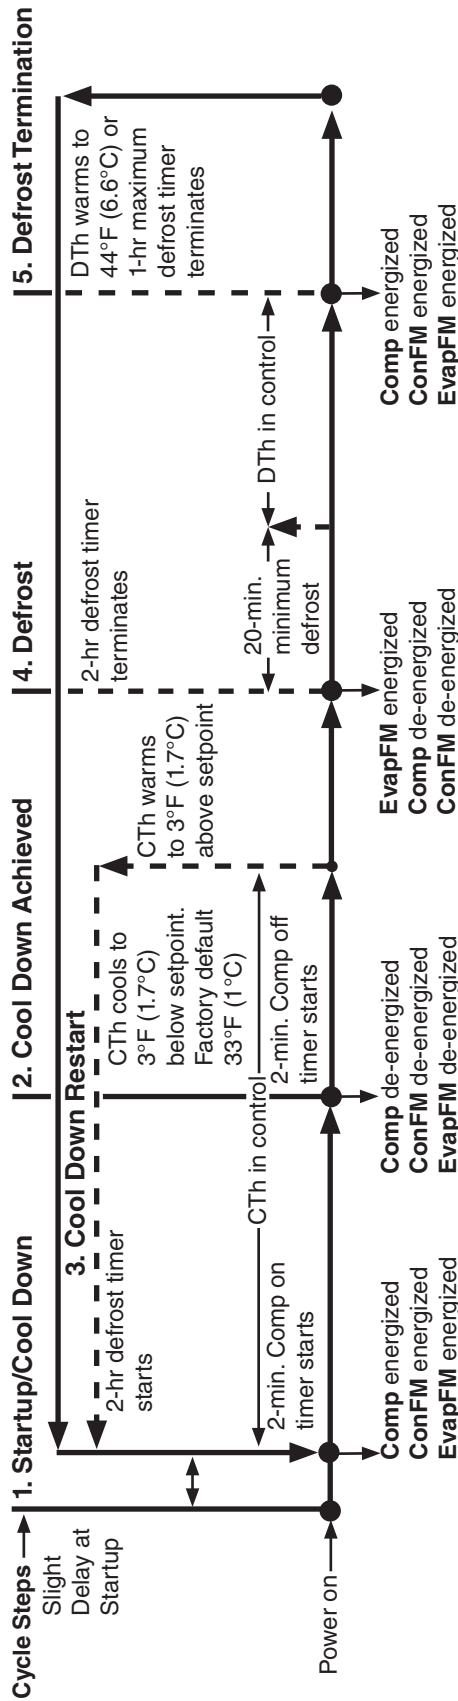 Cycle Steps
Slight
Delay at
Startup
Power on
1. Startup/Cool Down
2-hr defrost timer
starts
2-min. Comp on
timer starts
Comp energized
ConFM energized
EvapFM energized
3. Cool Down Restart
CTh in control
2. Cool Down Achieved
CTh cools to
3°F (1.7°C)
below setpoint.
Factory default
33°F (1°C)
2-min. Comp off
timer starts
Comp de-energized
ConFM de-energized
EvapFM de-energized
CTh warms
to 3°F (1.7°C)
above setpoint
4. Defrost
2-hr defrost timer
terminates
20-min.
minimum
defrost
DTh in control
EvapFM energized
Comp de-energized
ConFM de-energized
5. Defrost Termination
DTh warms to
44°F (6.6°C) or
1-hr maximum
defrost timer
terminates
Comp energized
ConFM energized
EvapFM energized